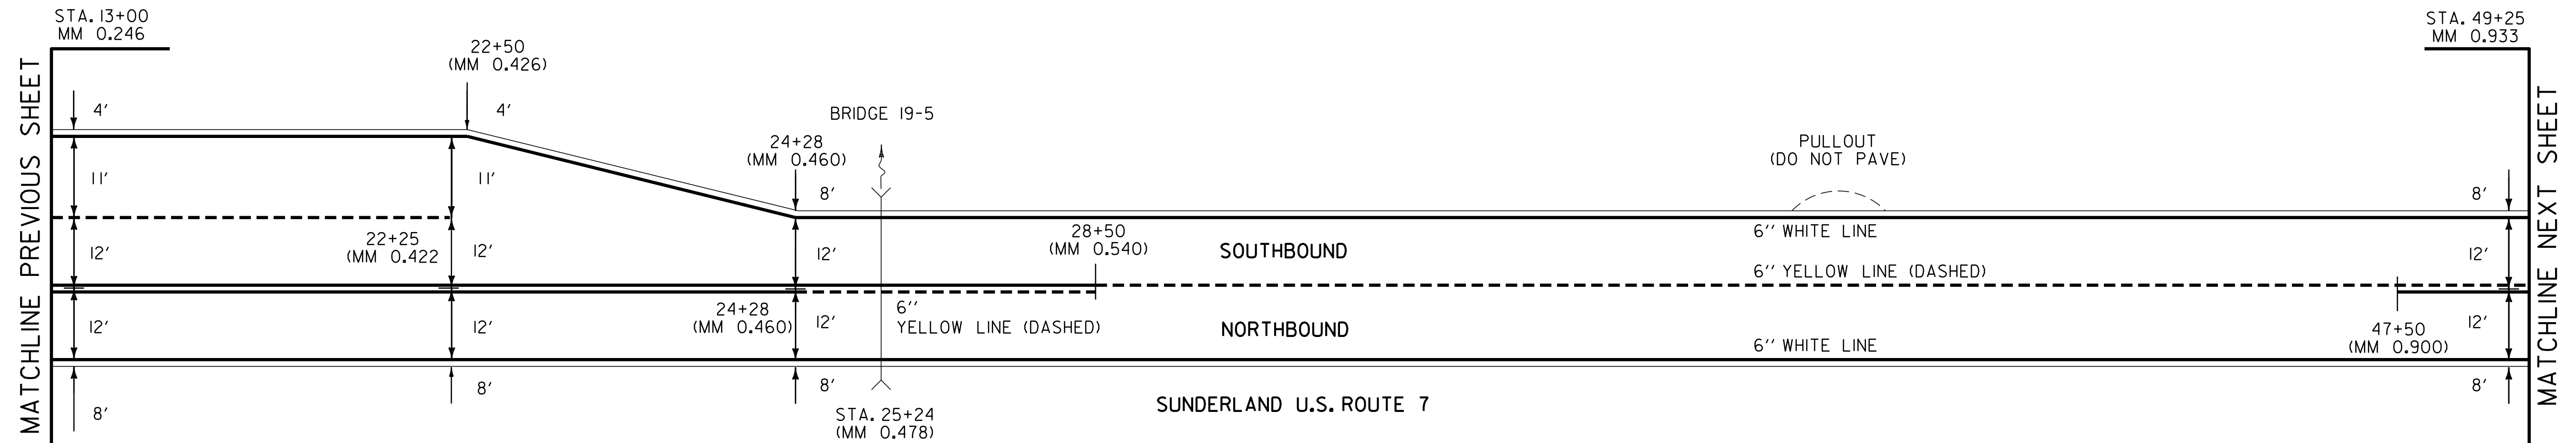 STA. 13+00
MM 0.246
MATCHLINE PREVIOUS SHEET
22+50
(MM 0.426)
4'
4'
11'
11'
12'
22+25
(MM 0.422
12'
12'
12'
8'
8'
24+28
(MM 0.460)
8'
12'
24+28
(MM 0.460)
12'
8'
BRIDGE 19-5
6''
YELLOW LINE (DASHED)
STA. 25+24
(MM 0.478)
28+50
(MM 0.540)
SOUTHBOUND
NORTHBOUND
SUNDERLAND U.S. ROUTE 7
PULLOUT
(DO NOT PAVE)
6'' WHITE LINE
6'' YELLOW LINE (DASHED)
6'' WHITE LINE
47+50
(MM 0.900)
STA. 49+25
MM 0.933
8'
12'
12'
8'
MATCHLINE NEXT SHEET